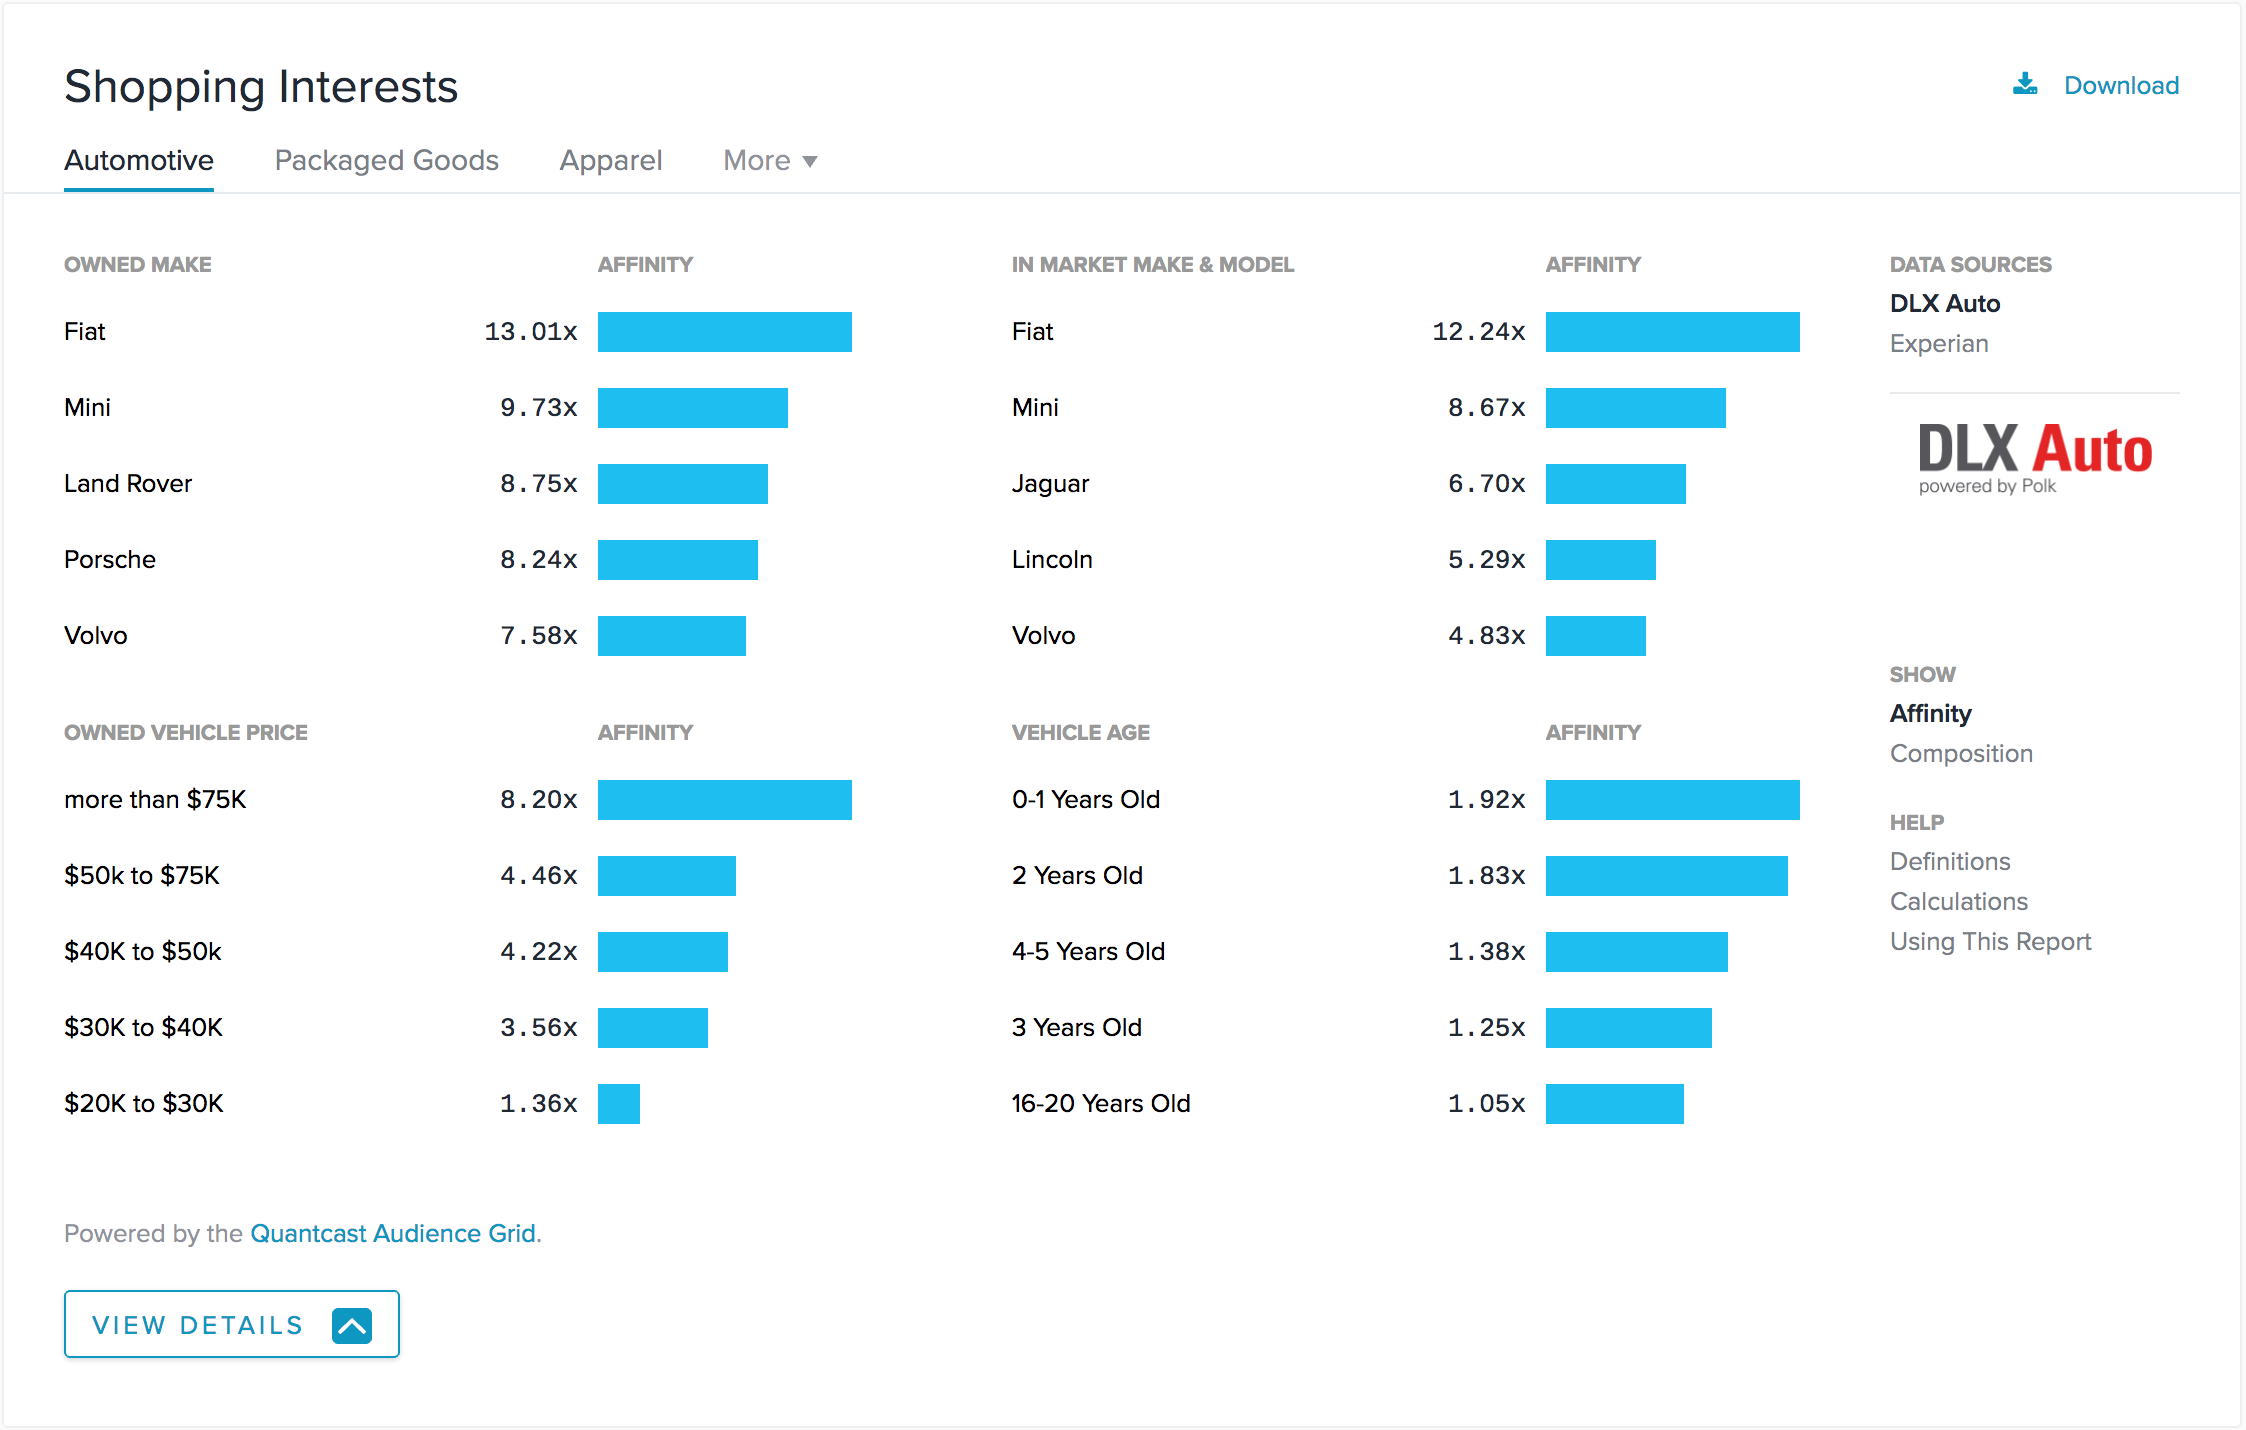 Shopping Interests
Download
Automotive Packaged Goods Apparel More
OWNED MAKE AFFINITY
Fiat 13.01x
Mini 9.73x
Land Rover 8.75x
Porsche 8.24x
Volvo 7.58x
IN MARKET MAKE & MODEL AFFINITY
Fiat 12.24x
Mini 8.67x
Jaguar 6.70x
Lincoln 5.29x
Volvo 4.83x
OWNED VEHICLE PRICE AFFINITY
more than $75K 8.20x
$50k to $75K 4.46x
$40K to $50k 4.22x
$30K to $40K 3.56x
$20K to $30K 1.36x
VEHICLE AGE AFFINITY
0-1 Years Old 1.92x
2 Years Old 1.83x
4-5 Years Old 1.38x
3 Years Old 1.25x
16-20 Years Old 1.05x
DATA SOURCES
DLX Auto
Experian
DLX Auto
powered by Polk
SHOW
Affinity
Composition
HELP
Definitions
Calculations
Using This Report
Powered by the Quantcast Audience Grid.
VIEW DETAILS